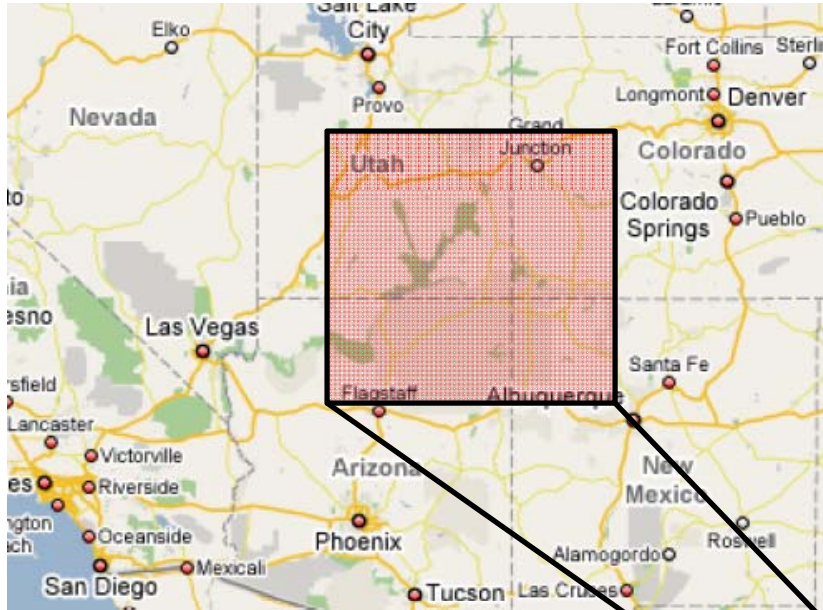 Salt Lake
City
Elko
Fort Collins
Provo
Longmont
Denver
Nevada
Grand
Junction
Utah
Colorado
Colorado
Springs
Pueblo
Las Vegas
Santa Fe
Flagstaff
Albuquerque
Lancaster
Victorville
Arizona
New
Mexico
Riverside
Phoenix
Oceanside
Roswell
Alamogordo
Mexicali
San Diego
Tucson
Las Cruses